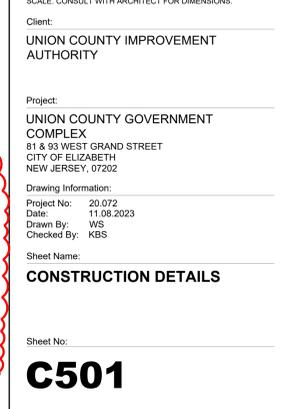 SCALE. CONSULT WITH ARCHITECT FOR DIMENSIONS.
Client:
UNION COUNTY IMPROVEMENT
AUTHORITY
Project:
UNION COUNTY GOVERNMENT
COMPLEX
81 & 93 WEST GRAND STREET
CITY OF ELIZABETH
NEW JERSEY, 07202
Drawing Information:
Project No: 20.072
Date: 11.08.2023
Drawn By: WS
Checked By: KBS
Sheet Name:
CONSTRUCTION DETAILS
Sheet No:
C501